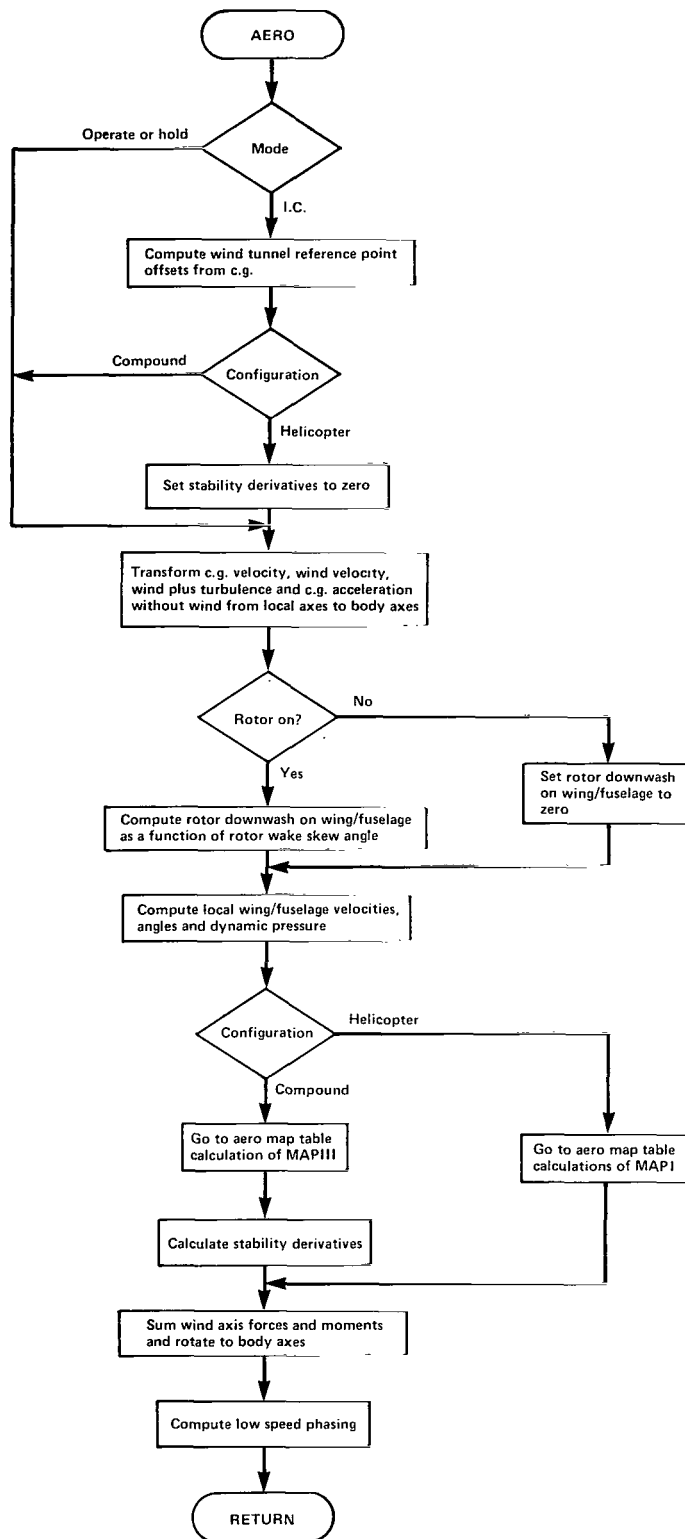 AERO
Operate or hold
Mode
I.C.
Compute wind tunnel reference point
offsets from c.g.
Compound
Configuration
Helicopter
Set stability derivatives to zero
Transform c.g. velocity, wind velocity,
wind plus turbulence and c.g. acceleration
without wind from local axes to body axes
No
Rotor on?
Yes
Set rotor downwash
on wing/fuselage to
zero
Compute rotor downwash on wing/fuselage
as a function of rotor wake skew angle
Compute local wing/fuselage velocities,
angles and dynamic pressure
Helicopter
Configuration
Compound
Go to aero map table
calculation of MAPIII
Go to aero map table
calculations of MAPI
Calculate stability derivatives
Sum wind axis forces and moments
and rotate to body axes
Compute low speed phasing
RETURN